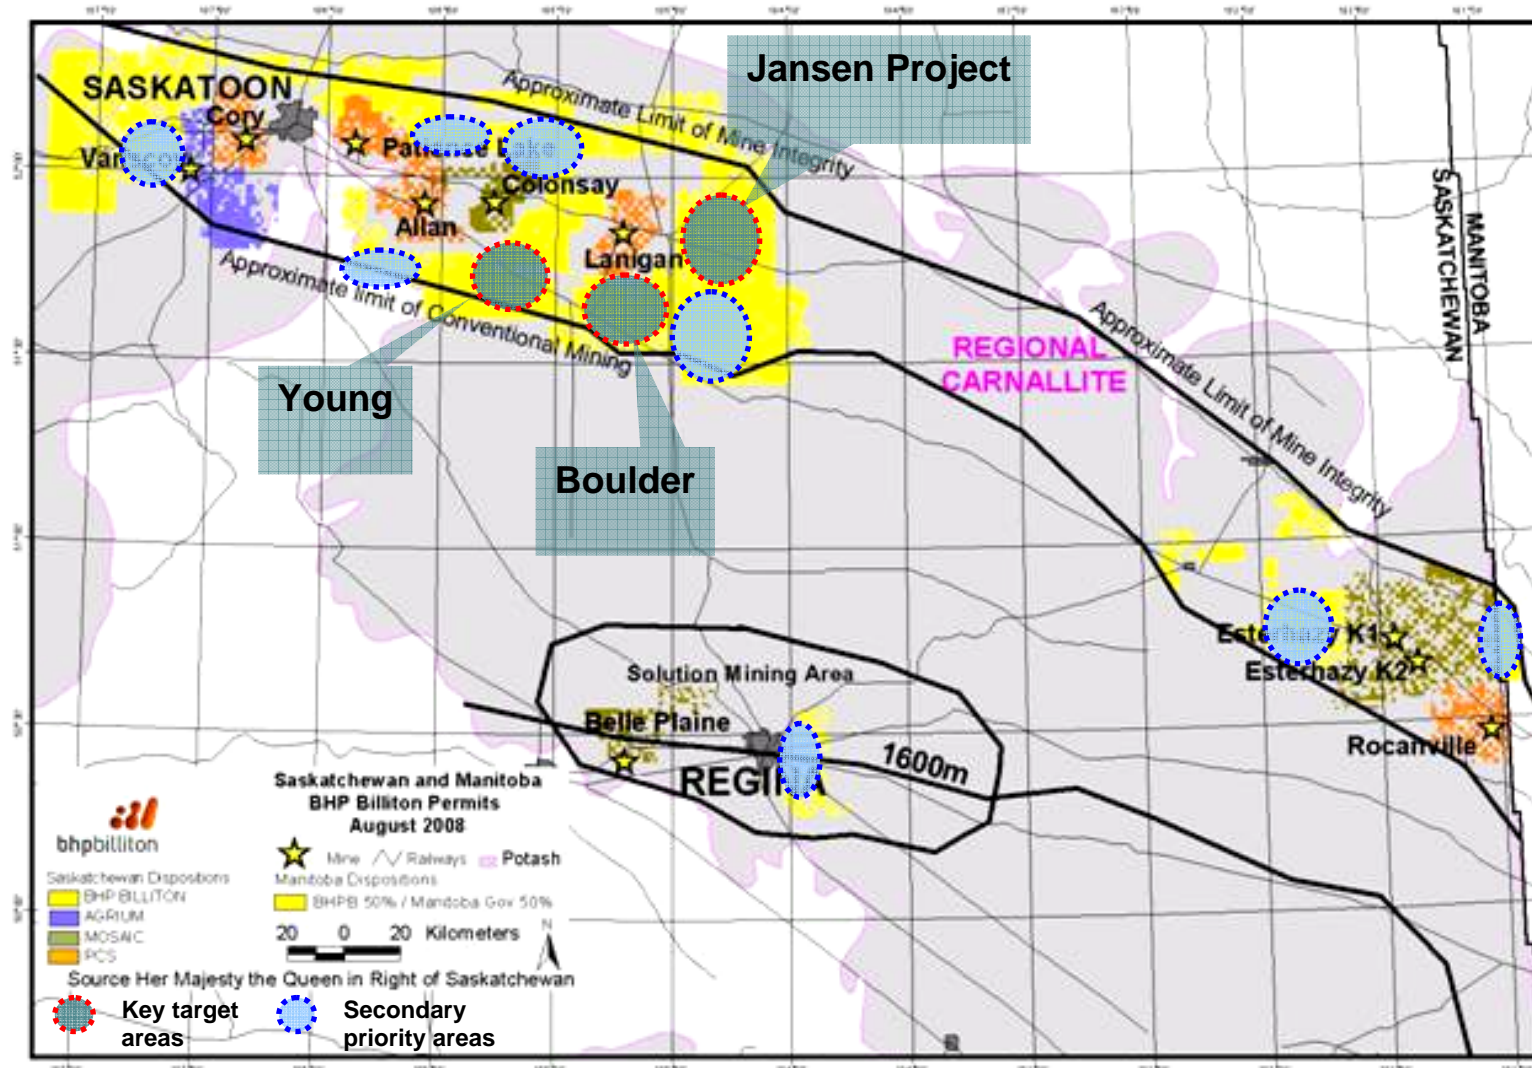 Jansen Project
SASKATOON
Cory
Approximate Limit of Mine Integrity
Colonsay
Allan
Lanigan
Approximate limit of Conventional Mining
Young
Boulder
REGIONAL
CARNALLITE
Approximate Limit of Mine Integrity
SASKATCHEWAN
MANITOBA
Esterhazy K1
Esterhazy K2
Rocanville
Solution Mining Area
Belle Plaine
REGINA
1600m
Saskatchewan and Manitoba
BHP Billiton Permits
August 2008
bhpbilliton
Mine Railways Potash
Saskatchewan Dispositions
BHP BILLITON
AGRIUM
MOSAIC
PCS
Manitoba Dispositions
BHPB 50% / Manitoba Gov 50%
20 0 20 Kilometers
N
Source Her Majesty the Queen in Right of Saskatchewan
Key target
areas
Secondary
priority areas